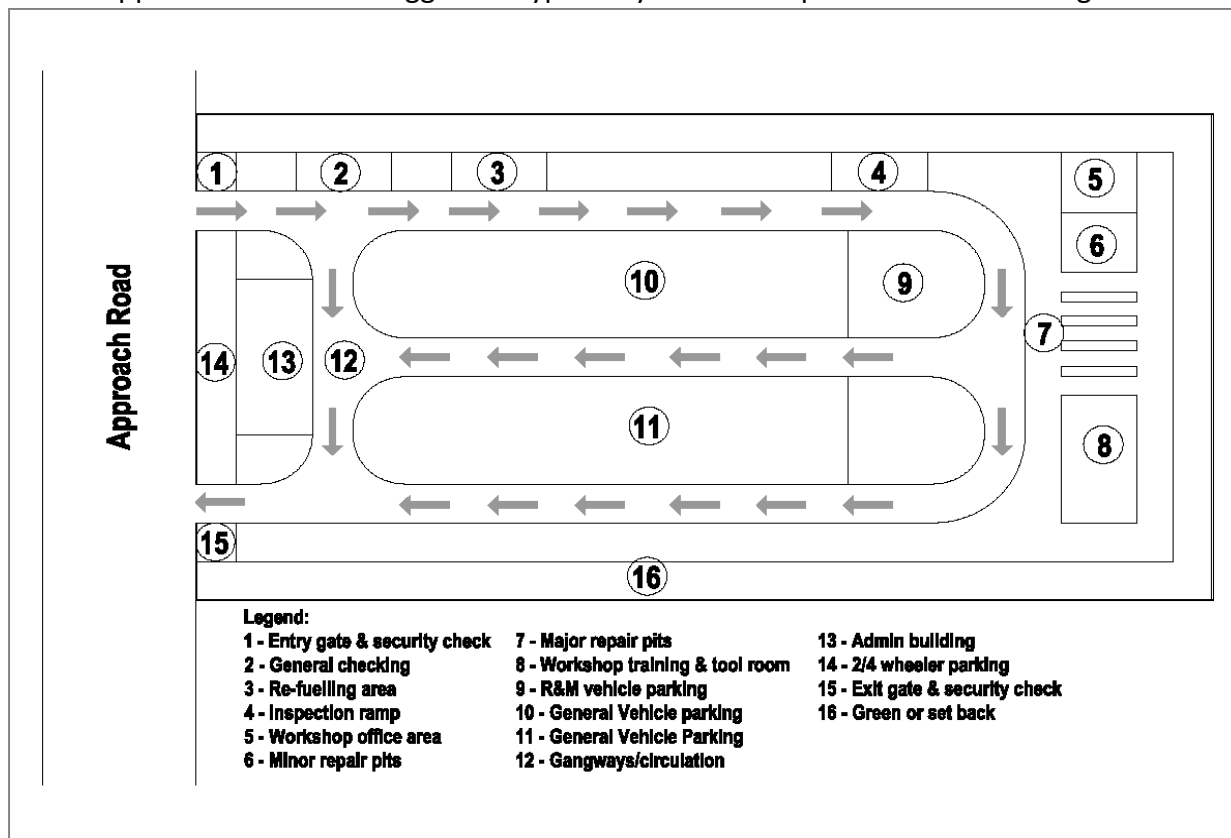 1 2 3 4 5
6
10 9
7
14 13 12
11
8
15
16
Approach Road
Legend:
1 - Entry gate & security check
2 - General checking
3 - Re-fuelling area
4 - Inspection ramp
5 - Workshop office area
6 - Minor repair pits
7 - Major repair pits
8 - Workshop training & tool room
9 - R&M vehicle parking
10 - General Vehicle parking
11 - General Vehicle Parking
12 - Gangways/circulation
13 - Admin building
14 - 2/4 wheeler parking
15 - Exit gate & security check
16 - Green or set back